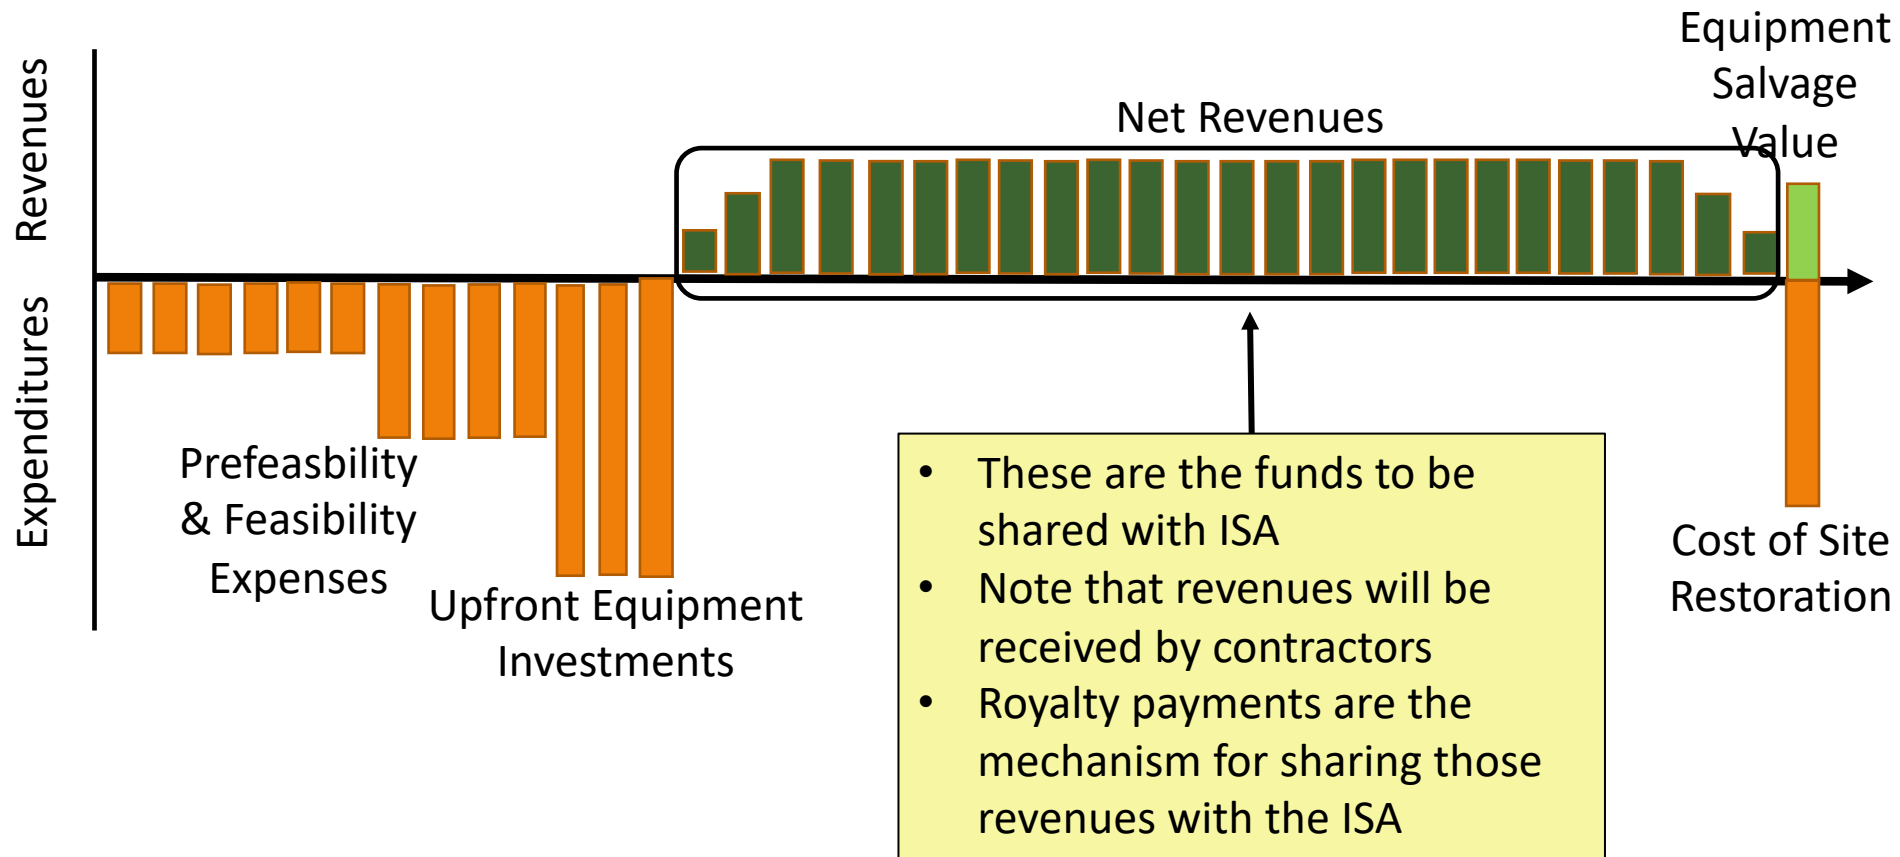 Equipment
Salvage
Value
Net Revenues
Revenues
Expenditures
Prefeasbility
& Feasibility
Expenses
Upfront Equipment
Investments
• These are the funds to be
shared with ISA
• Note that revenues will be
received by contractors
• Royalty payments are the
mechanism for sharing those
revenues with the ISA
Cost of Site
Restoration